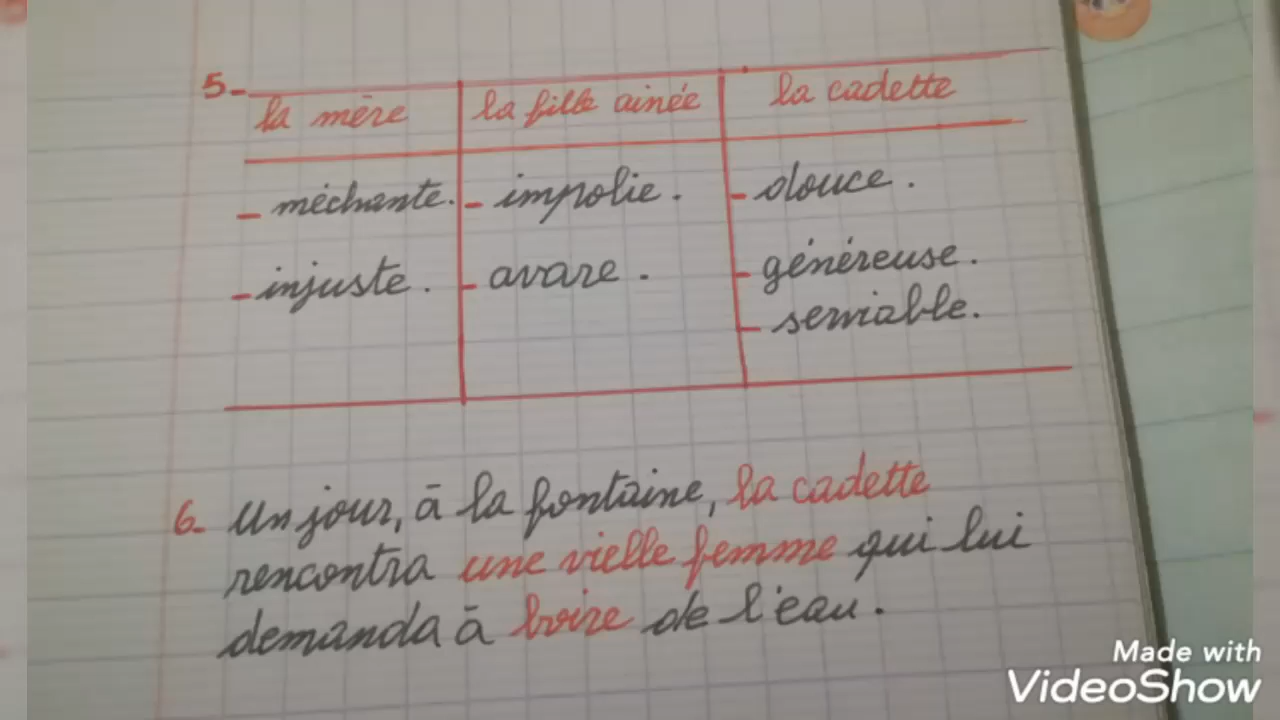 5-
la mère | la fille ainée | la cadette
- méchante. | - impolie. | - douce.
- injuste. | - avare. | - généreuse.
- serviable.
6- Un jour, à la fontaine, la cadette
rencontra une vielle femme qui lui
demanda à boire de l'eau.
Made with
VideoShow